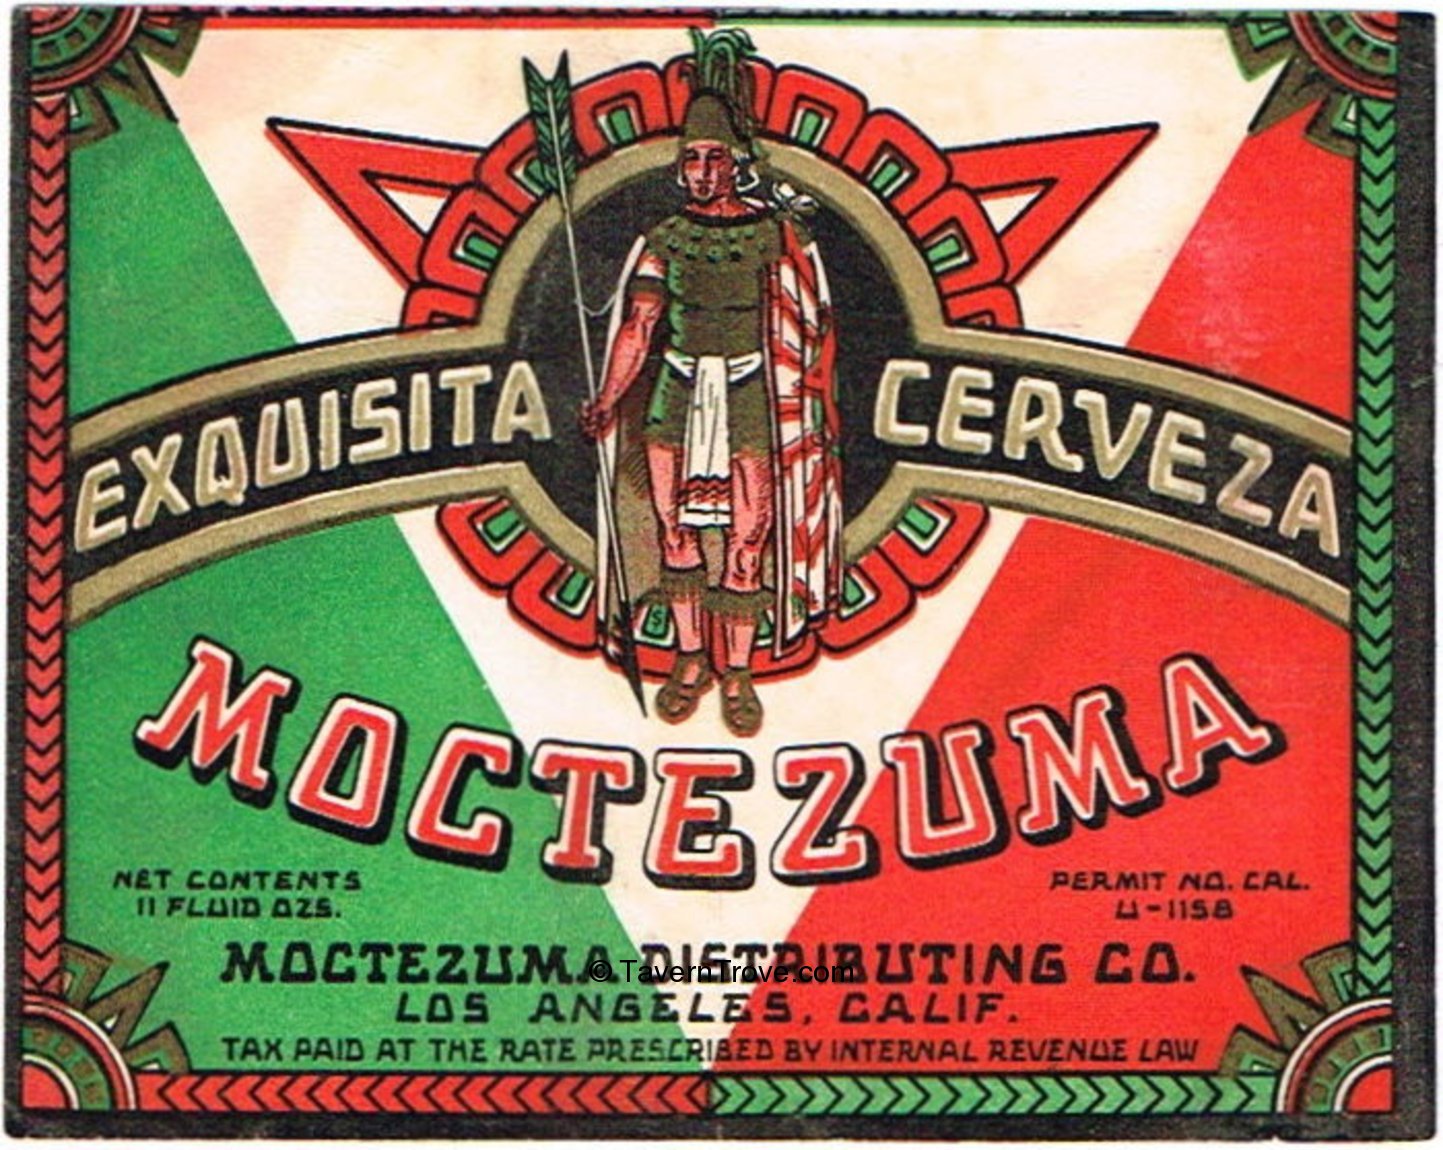 EXQUISITA CERVEZA
MOCTEZUMA
NET CONTENTS
11 FLUID OZS.
PERMIT NO. CAL.
U-1158
MOCTEZUMA DISTRIBUTING CO.
© TavernTrove.com
LOS ANGELES, CALIF.
TAX PAID AT THE RATE PRESCRIBED BY INTERNAL REVENUE LAW